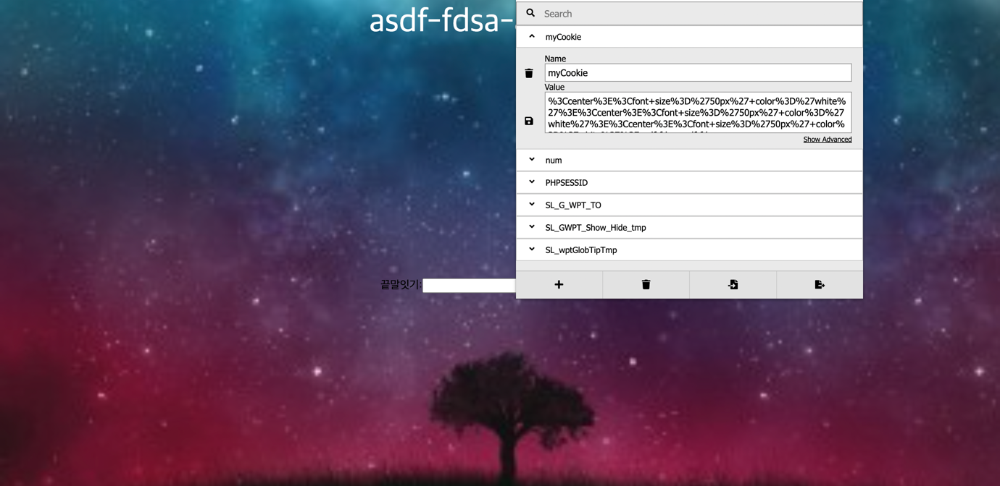 asdf-fdsa-
Search
myCookie
Name
myCookie
Value
%3Ccenter%3E%3Cfont+size%3D%2750px%27+color%3D%27white%
27%3E%3Ccenter%3E%3Cfont+size%3D%2750px%27+color%3D%27
white%27%3E%3Ccenter%3E%3Cfont+size%3D%2750px%27+color%
Show Advanced
num
PHPSESSID
SL_G_WPT_TO
SL_GWPT_Show_Hide_tmp
SL_wptGlobTipTmp
끝말잇기: